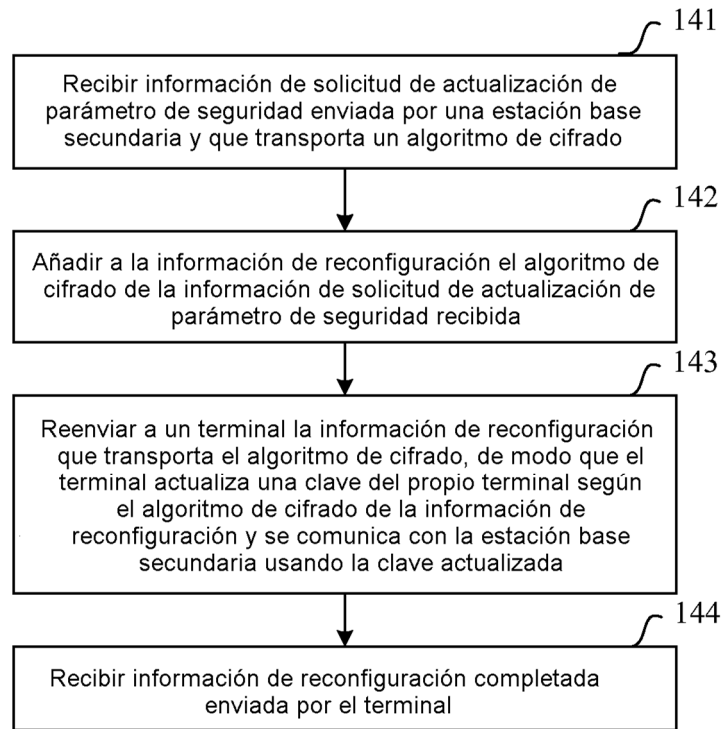 141
Recibir información de solicitud de actualización de
parámetro de seguridad enviada por una estación base
secundaria y que transporta un algoritmo de cifrado
142
Añadir a la información de reconfiguración el algoritmo de
cifrado de la información de solicitud de actualización de
parámetro de seguridad recibida
143
Reenviar a un terminal la información de reconfiguración
que transporta el algoritmo de cifrado, de modo que el
terminal actualiza una clave del propio terminal según
el algoritmo de cifrado de la información de
reconfiguración y se comunica con la estación base
secundaria usando la clave actualizada
144
Recibir información de reconfiguración completada
enviada por el terminal